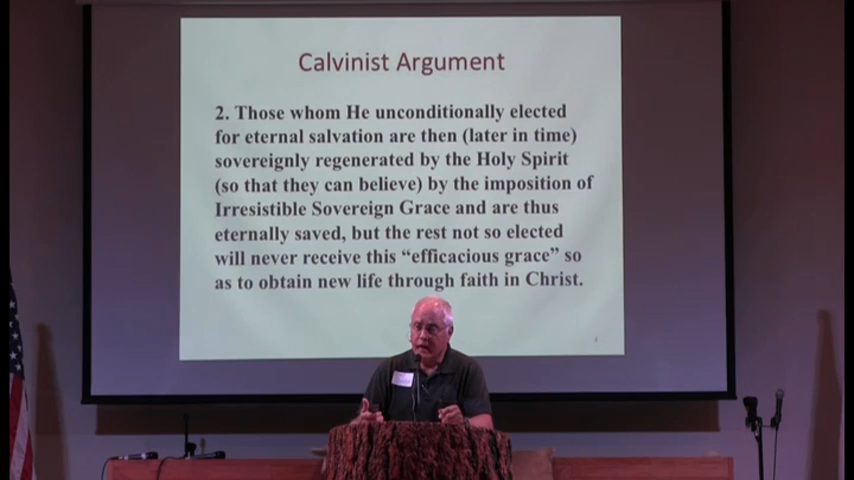 Calvinist Argument
2. Those whom He unconditionally elected
for eternal salvation are then (later in time)
sovereignly regenerated by the Holy Spirit
(so that they can believe) by the imposition of
Irresistible Sovereign Grace and are thus
eternally saved, but the rest not so elected
will never receive this “efficacious grace” so
as to obtain new life through faith in Christ.